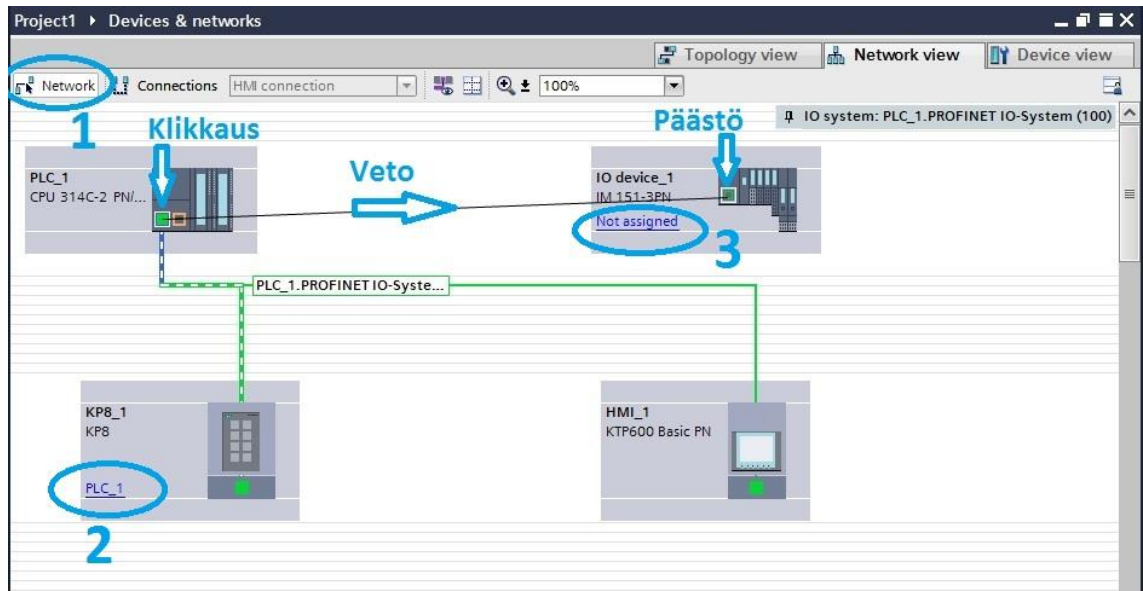 Project1 ▸ Devices & networks
Topology view Network view Device view
Network Connections HMI connection 100%
1
IO system: PLC_1.PROFINET IO-System (100)
Klikkaus
Päästö
Veto
PLC_1
CPU 314C-2 PN/...
IO device_1
IM 151-3PN
Not assigned
3
PLC_1.PROFINET IO-Syste...
KP8_1
KP8
PLC_1
2
HMI_1
KTP600 Basic PN